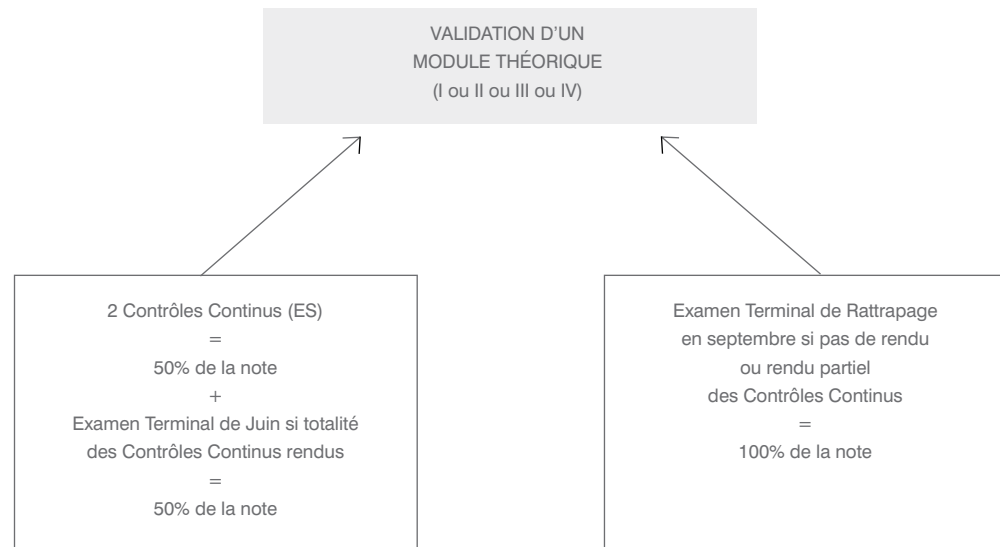 VALIDATION D’UN
MODULE THÉORIQUE
(I ou II ou III ou IV)
2 Contrôles Continus (ES)
=
50% de la note
+
Examen Terminal de Juin si totalité
des Contrôles Continus rendus
=
50% de la note
Examen Terminal de Rattrapage
en septembre si pas de rendu
ou rendu partiel
des Contrôles Continus
=
100% de la note